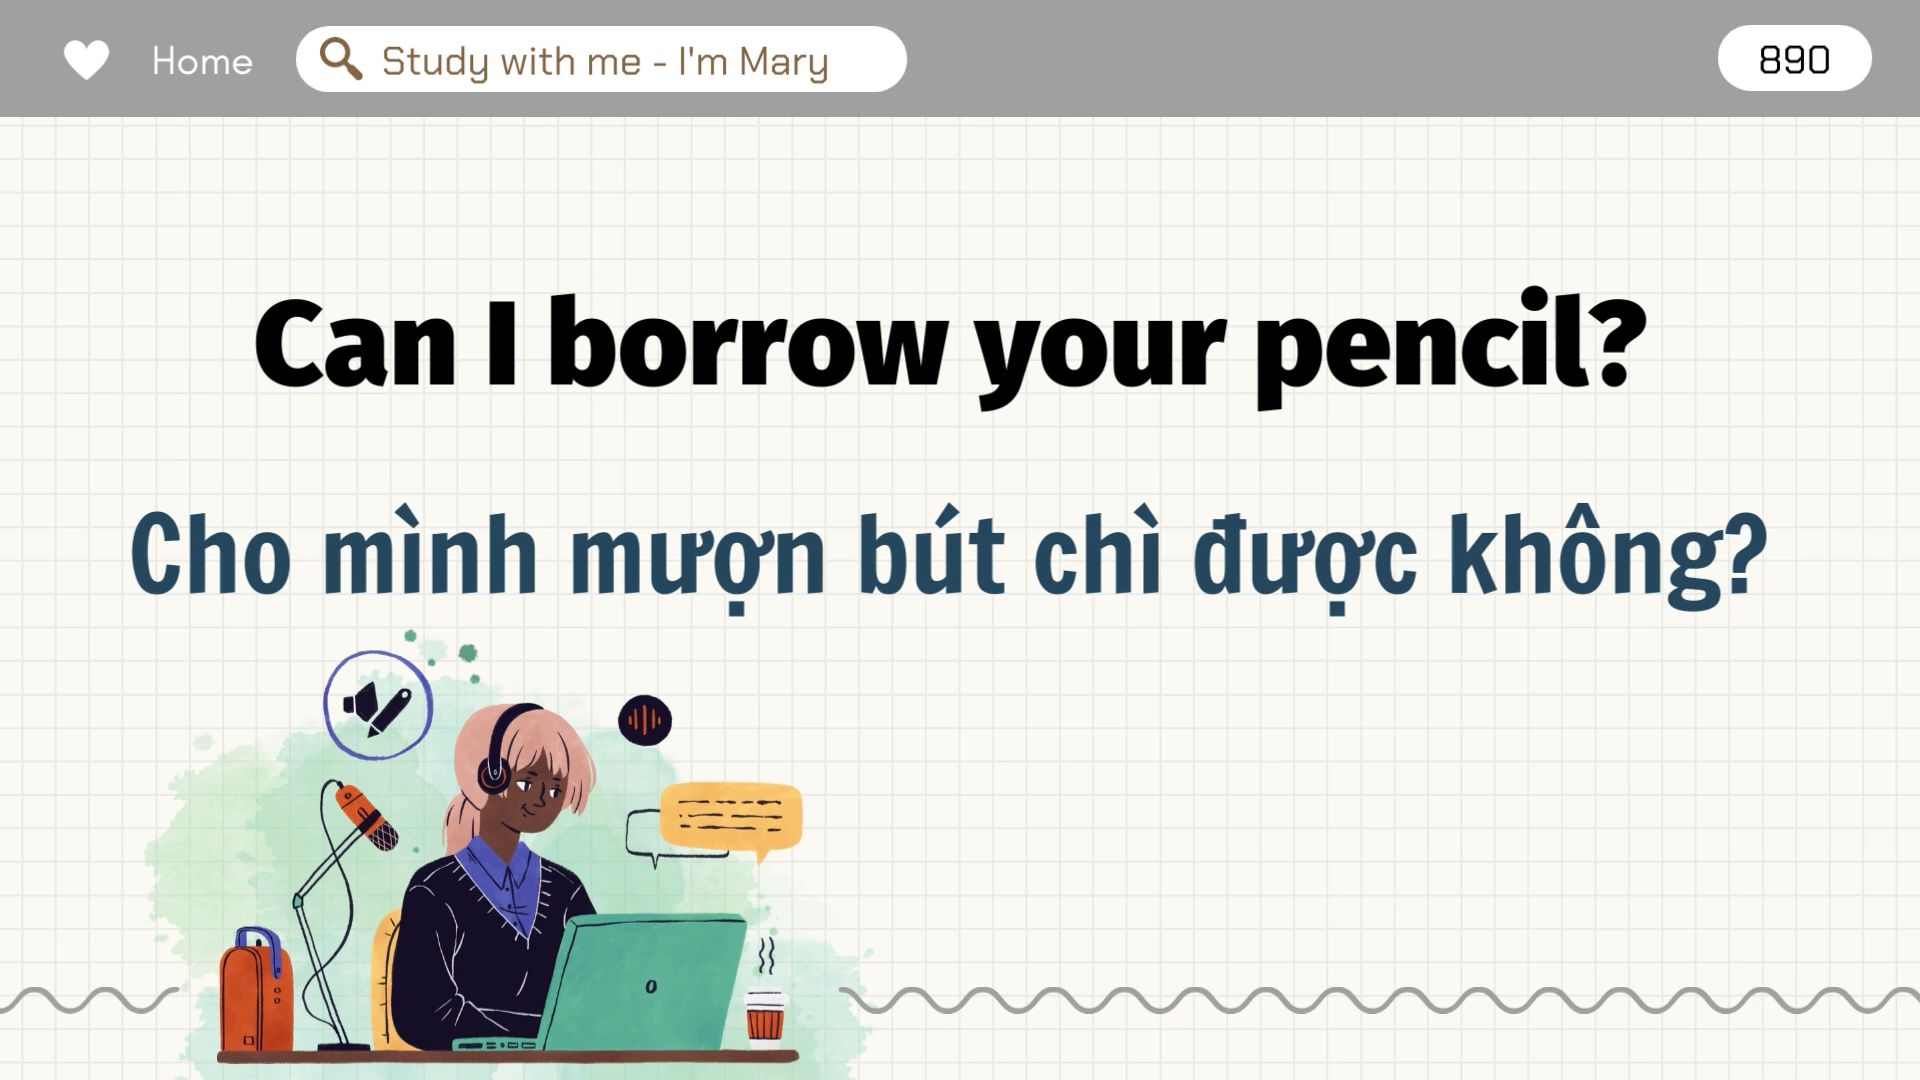 Home
Study with me - I'm Mary
890
Can I borrow your pencil?
Cho mình mượn bút chì được không?